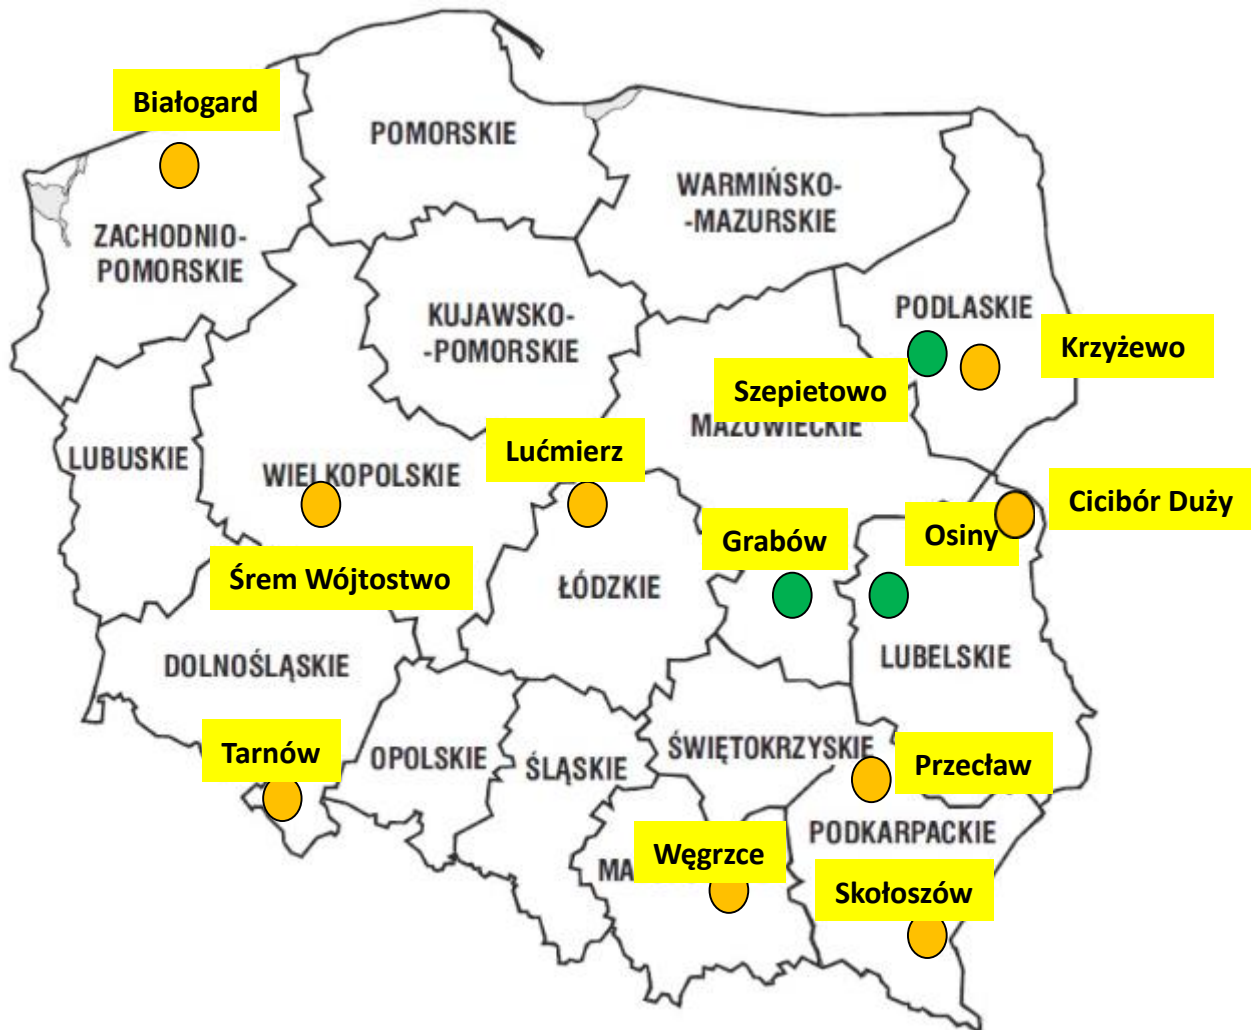 Białogard
POMORSKIE
WARMIŃSKO-
-MAZURSKIE
ZACHODNIO-
POMORSKIE
KUJAWSKO-
-POMORSKIE
PODLASKIE
Krzyżewo
Szepietowo
MAZOWIECKIE
LUBUSKIE
WIELKOPOLSKIE
Lućmierz
Cicibór Duży
Grabów
Osiny
Śrem Wójtostwo
ŁÓDZKIE
DOLNOŚLĄSKIE
LUBELSKIE
Tarnów
OPOLSKIE
ŚLĄSKIE
ŚWIĘTOKRZYSKIE
Przecław
PODKARPACKIE
Węgrzce
MA
Skołoszów